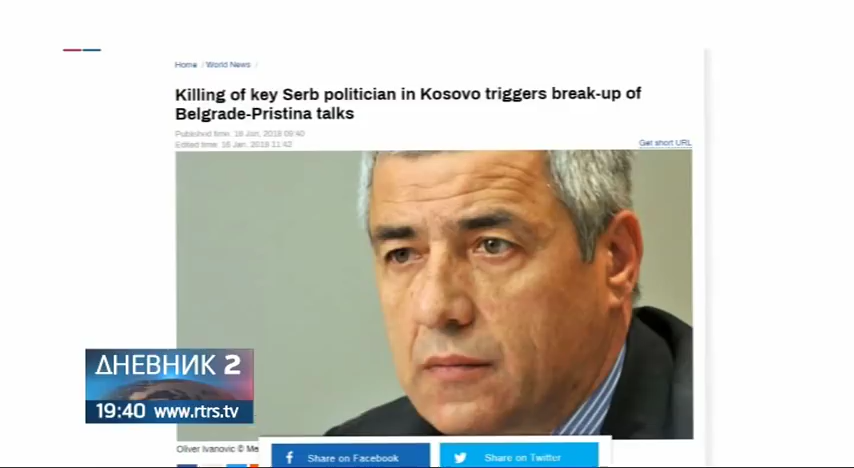 Home / World News /
Killing of key Serb politician in Kosovo triggers break-up of
Belgrade-Pristina talks
Published time: 16 Jan, 2018 09:40
Edited time: 16 Jan, 2018 11:42
Get short URL
ДНЕВНИК 2
19:40 www.rtrs.tv
Oliver Ivanovic ©
Share on Facebook
Share on Twitter